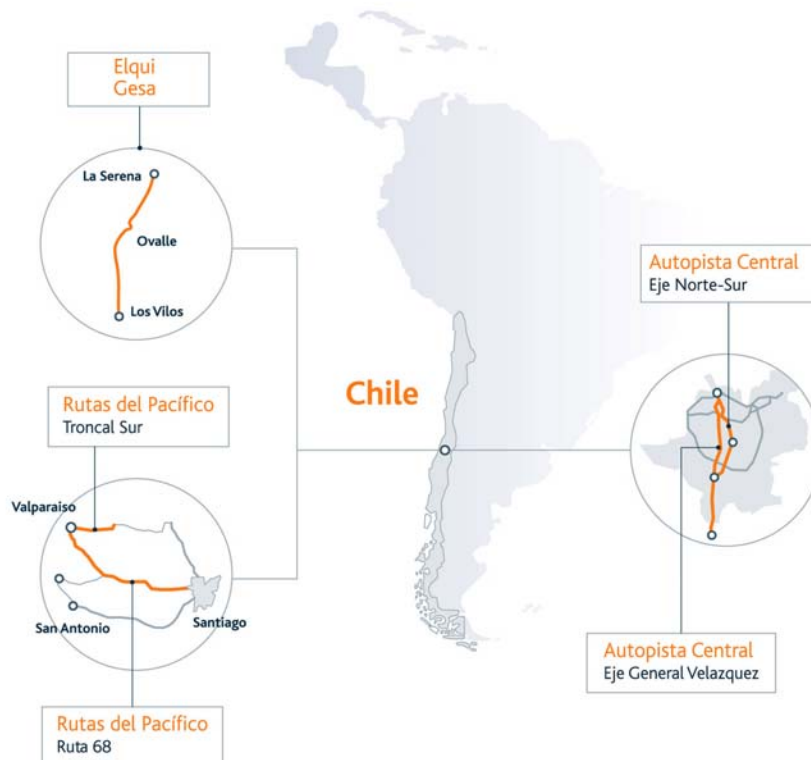 Elqui
Gesa
La Serena
Ovalle
Los Vilos
Autopista Central
Eje Norte-Sur
Chile
Rutas del Pacífico
Troncal Sur
Valparaiso
San Antonio
Santiago
Autopista Central
Eje General Velazquez
Rutas del Pacífico
Ruta 68